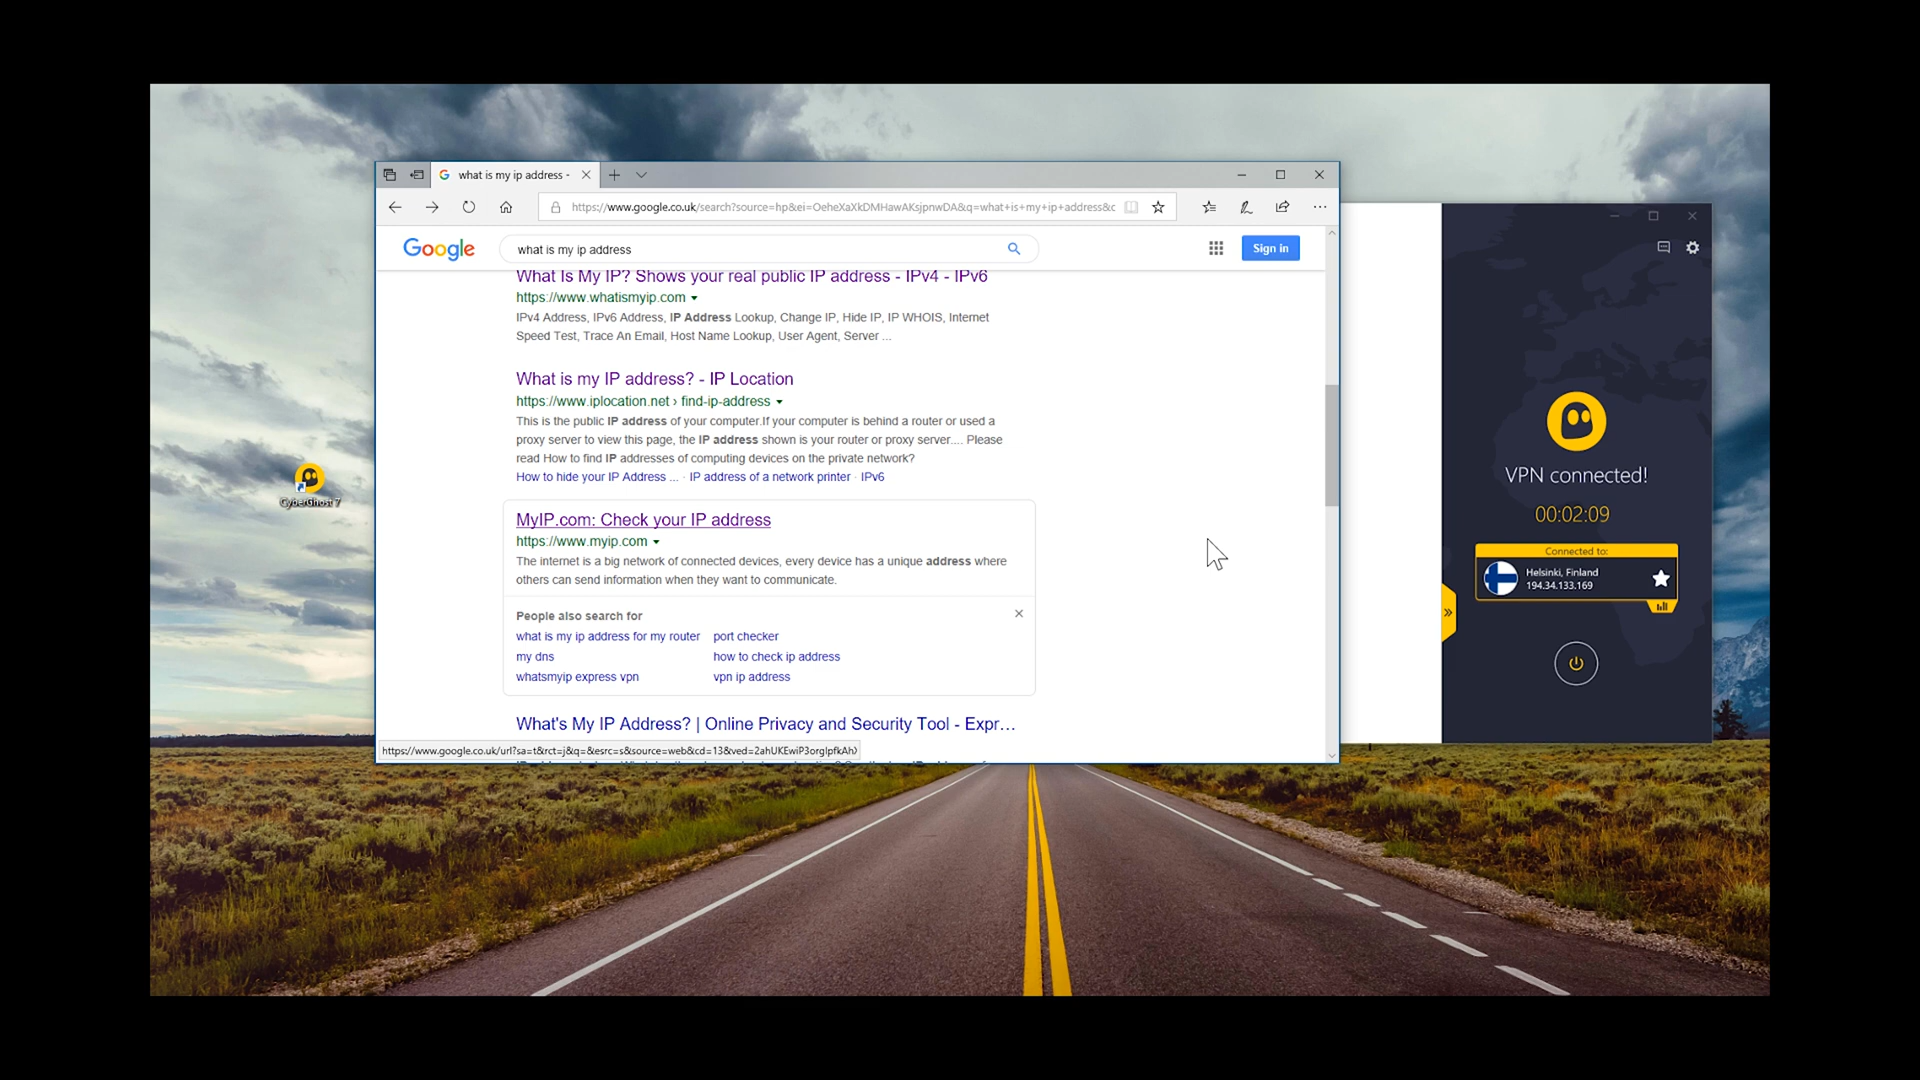 what is my ip address -
https://www.google.co.uk/search?source=hp&ei=OeheXaXkDMHawAKsjpnwDA&q=what+is+my+ip+address&c
Google
what is my ip address
Sign in
What Is My IP? Shows your real public IP address - IPv4 - IPv6
https://www.whatismyip.com
IPv4 Address, IPv6 Address, IP Address Lookup, Change IP, Hide IP, IP WHOIS, Internet
Speed Test, Trace An Email, Host Name Lookup, User Agent, Server ...
What is my IP address? - IP Location
https://www.iplocation.net › find-ip-address
This is the public IP address of your computer.If your computer is behind a router or used a
proxy server to view this page, the IP address shown is your router or proxy server.... Please
read How to find IP addresses of computing devices on the private network?
How to hide your IP Address ... · IP address of a network printer · IPv6
MyIP.com: Check your IP address
https://www.myip.com
The internet is a big network of connected devices, every device has a unique address where
others can send information when they want to communicate.
People also search for
what is my ip address for my router port checker
my dns how to check ip address
whatsmyip express vpn vpn ip address
What's My IP Address? | Online Privacy and Security Tool - Expr...
https://www.google.co.uk/url?sa=t&rct=j&q=&esrc=s&source=web&cd=13&ved=2ahUKEwiP3orgIpfkAh
CyberGhost 7
VPN connected!
00:02:09
Connected to:
Helsinki, Finland
194.34.133.169